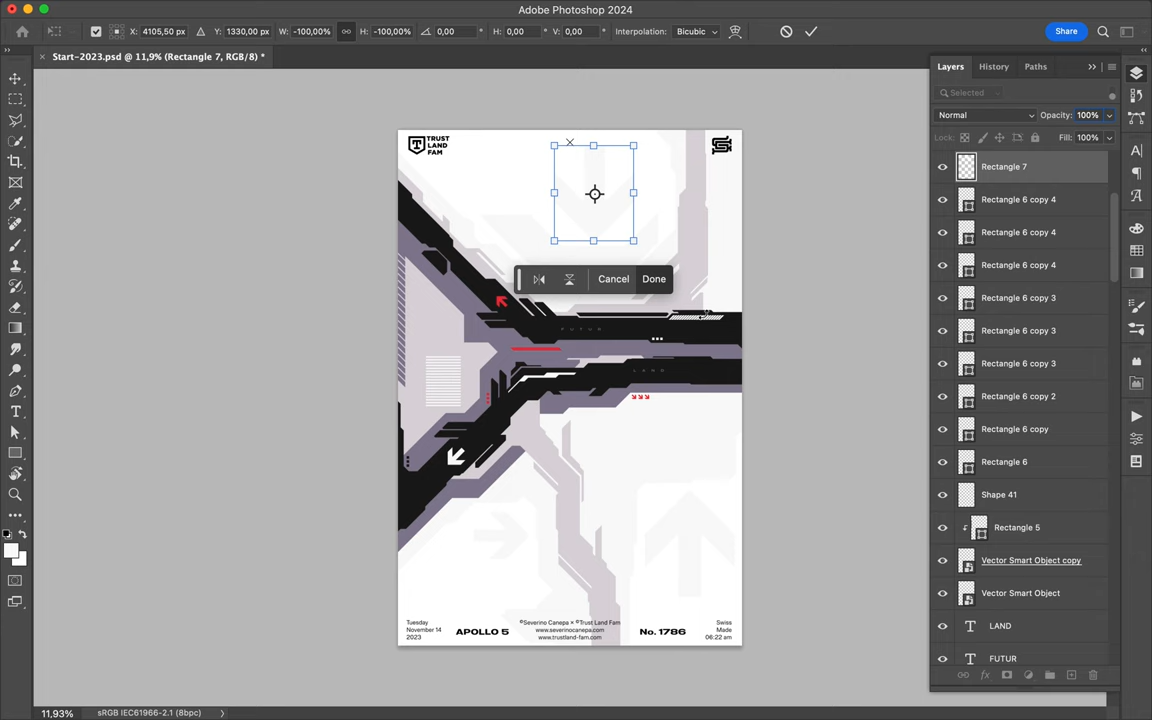 Adobe Photoshop 2024
X: 4105,50 px Y: 1330,00 px W: -100,00% H: -100,00% 0,00 ° H: 0,00 ° V: 0,00 ° Interpolation: Bicubic Share
Start-2023.psd @ 11,9% (Rectangle 7, RGB/8) *
Layers History Paths
Selected
Normal Opacity: 100%
Lock: Fill: 100%
Rectangle 7
Rectangle 6 copy 4
Rectangle 6 copy 4
Rectangle 6 copy 4
Rectangle 6 copy 3
Rectangle 6 copy 3
Rectangle 6 copy 3
Rectangle 6 copy 2
Rectangle 6 copy
Rectangle 6
Shape 41
Rectangle 5
Vector Smart Object copy
Vector Smart Object
LAND
FUTUR
TRUST
LAND
FAM
Cancel Done
FUTUR
LAND
Tuesday
November 14
2023
APOLLO 5
©Severino Canepa × ©Trust Land Fam
www.severinocanepa.com
www.trustland-fam.com
No. 1786
Swiss
Made
06:22 am
11,93% sRGB IEC61966-2.1 (8bpc)